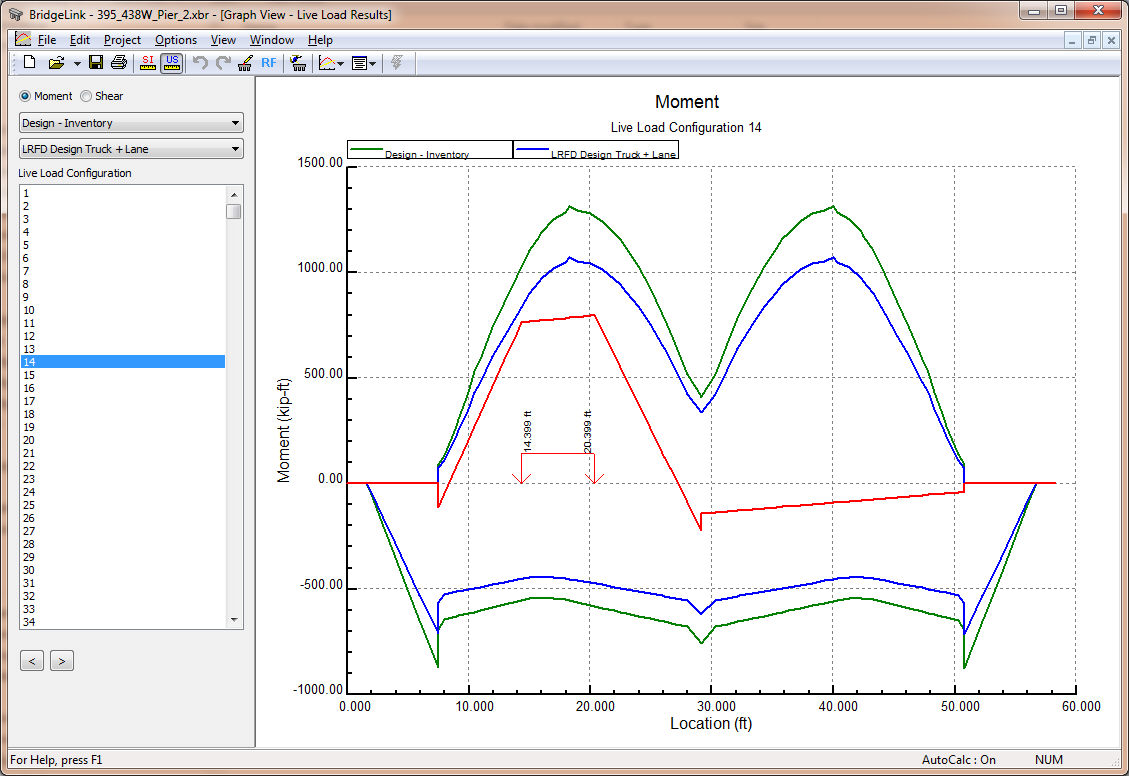 BridgeLink - 395_438W_Pier_2.xbr - [Graph View - Live Load Results]
File Edit Project Options View Window Help
SI US RF
Moment Shear
Design - Inventory
LRFD Design Truck + Lane
Live Load Configuration
1
2
3
4
5
6
7
8
9
10
11
12
13
14
15
16
17
18
19
20
21
22
23
24
25
26
27
28
29
30
31
32
33
34
< >
Moment
Live Load Configuration 14
Design - Inventory LRFD Design Truck + Lane
1500.00
1000.00
500.00
0.00
-500.00
-1000.00
Moment (kip-ft)
14.399 ft
20.399 ft
0.000 10.000 20.000 30.000 40.000 50.000 60.000
Location (ft)
For Help, press F1 AutoCalc : On NUM